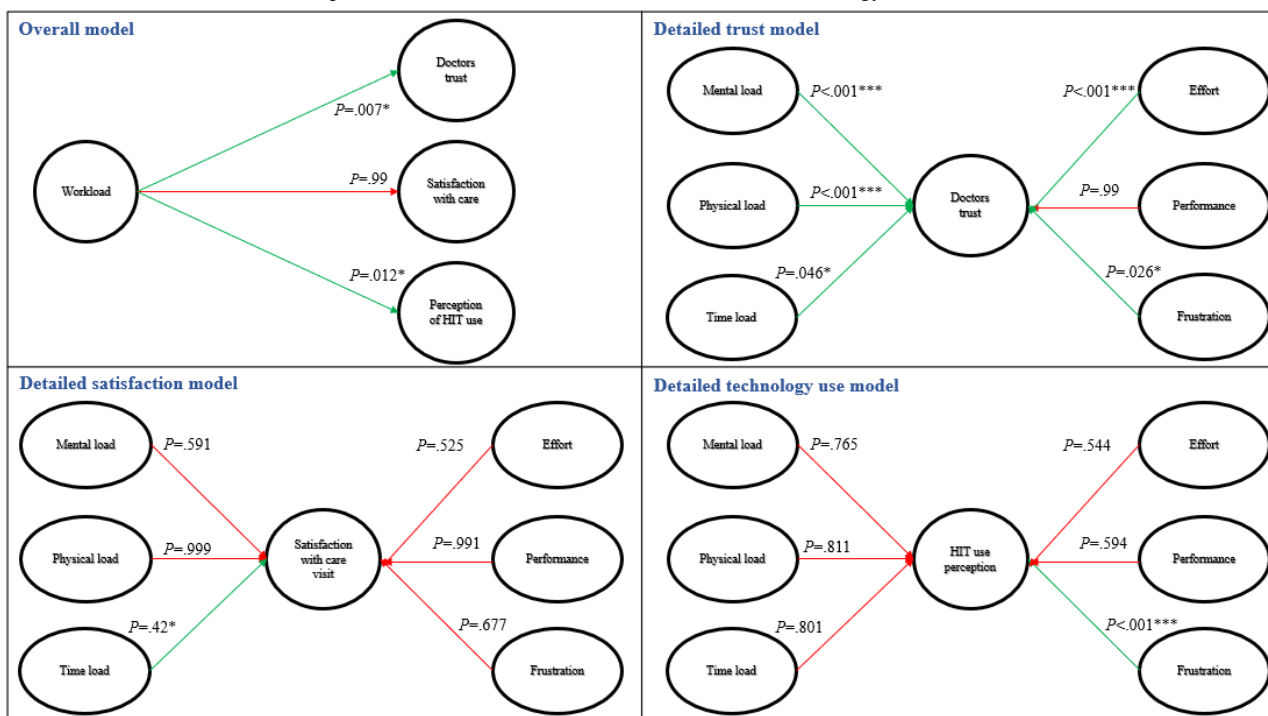 Overall model
Doctors
trust
P=.007*
Workload
P=.99
Satisfaction
with care
P=.012*
Perception
of HIT use
Detailed trust model
Mental load
P<.001***
P<.001***
Effort
Physical load
P<.001***
Doctors
trust
P=.99
Performance
Time load
P=.046*
P=.026*
Frustration
Detailed satisfaction model
Mental load
P=.591
P=.525
Effort
Physical load
P=.999
Satisfaction
with care
visit
P=.991
Performance
Time load
P=.42*
P=.677
Frustration
Detailed technology use model
Mental load
P=.765
P=.544
Effort
Physical load
P=.811
HIT use
perception
P=.594
Performance
Time load
P=.801
P<.001***
Frustration